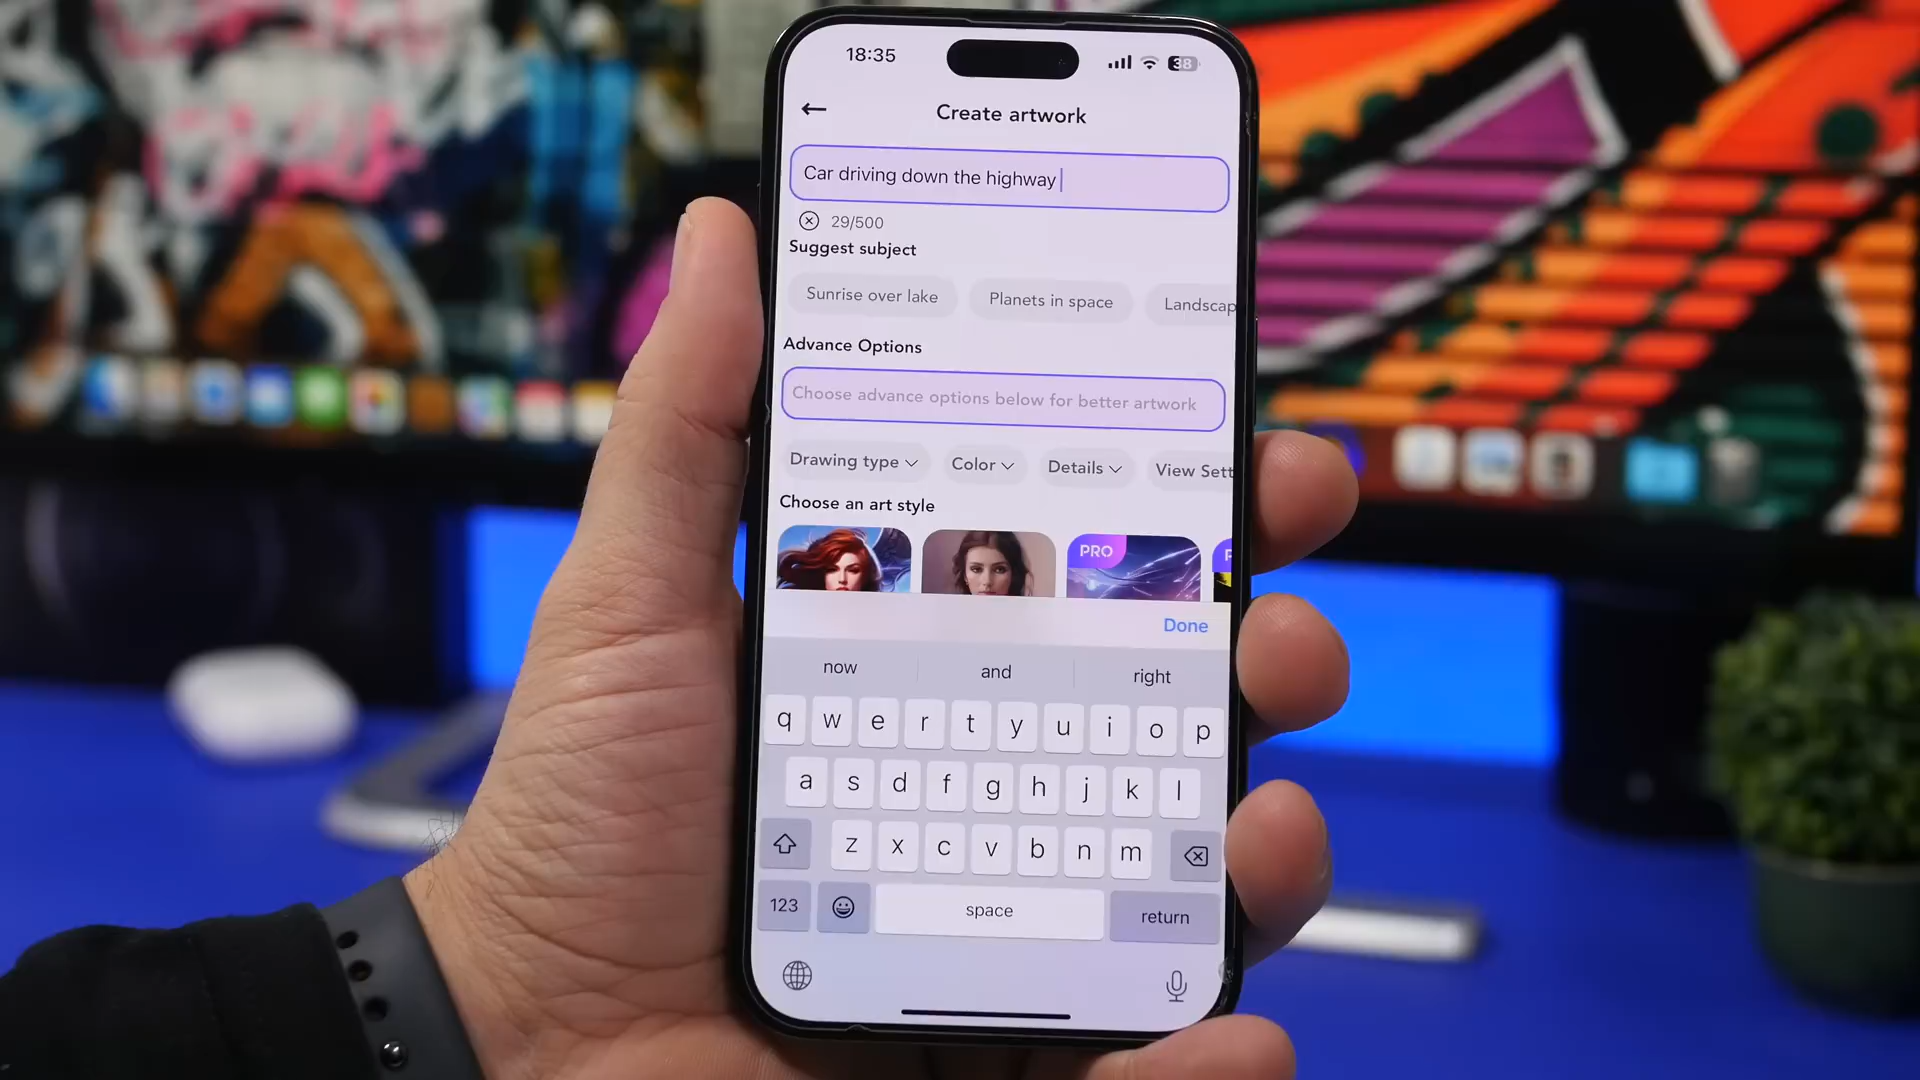 18:35
38
Create artwork
Car driving down the highway
29/500
Suggest subject
Sunrise over lake
Planets in space
Landscap
Advance Options
Choose advance options below for better artwork
Drawing type
Color
Details
View Sett
Choose an art style
PRO
P
Done
now and right
q w e r t y u i o p
a s d f g h j k l
z x c v b n m
123 space return